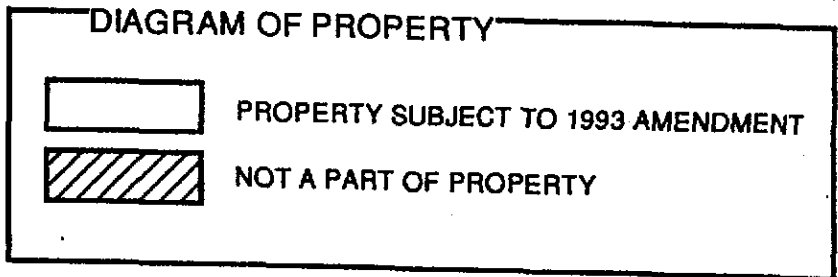 DIAGRAM OF PROPERTY
PROPERTY SUBJECT TO 1993 AMENDMENT
NOT A PART OF PROPERTY